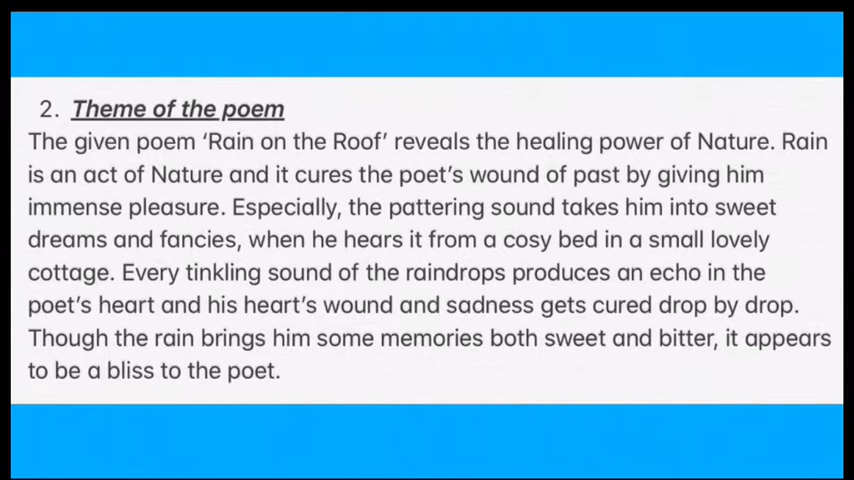 2. Theme of the poem
The given poem ‘Rain on the Roof’ reveals the healing power of Nature. Rain
is an act of Nature and it cures the poet’s wound of past by giving him
immense pleasure. Especially, the pattering sound takes him into sweet
dreams and fancies, when he hears it from a cosy bed in a small lovely
cottage. Every tinkling sound of the raindrops produces an echo in the
poet’s heart and his heart’s wound and sadness gets cured drop by drop.
Though the rain brings him some memories both sweet and bitter, it appears
to be a bliss to the poet.